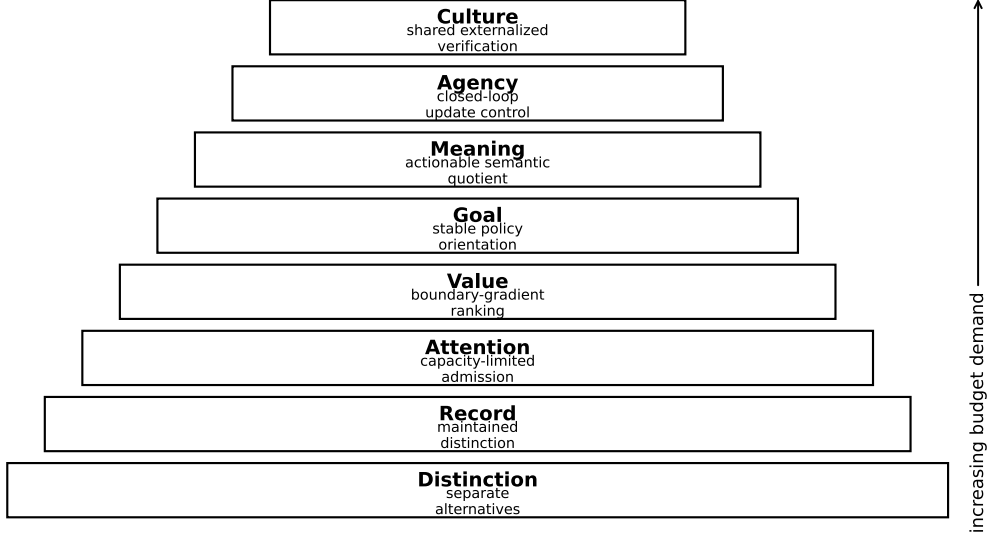 Culture
shared externalized
verification
Agency
closed-loop
update control
Meaning
actionable semantic
quotient
Goal
stable policy
orientation
Value
boundary-gradient
ranking
Attention
capacity-limited
admission
Record
maintained
distinction
Distinction
separate
alternatives
increasing budget demand